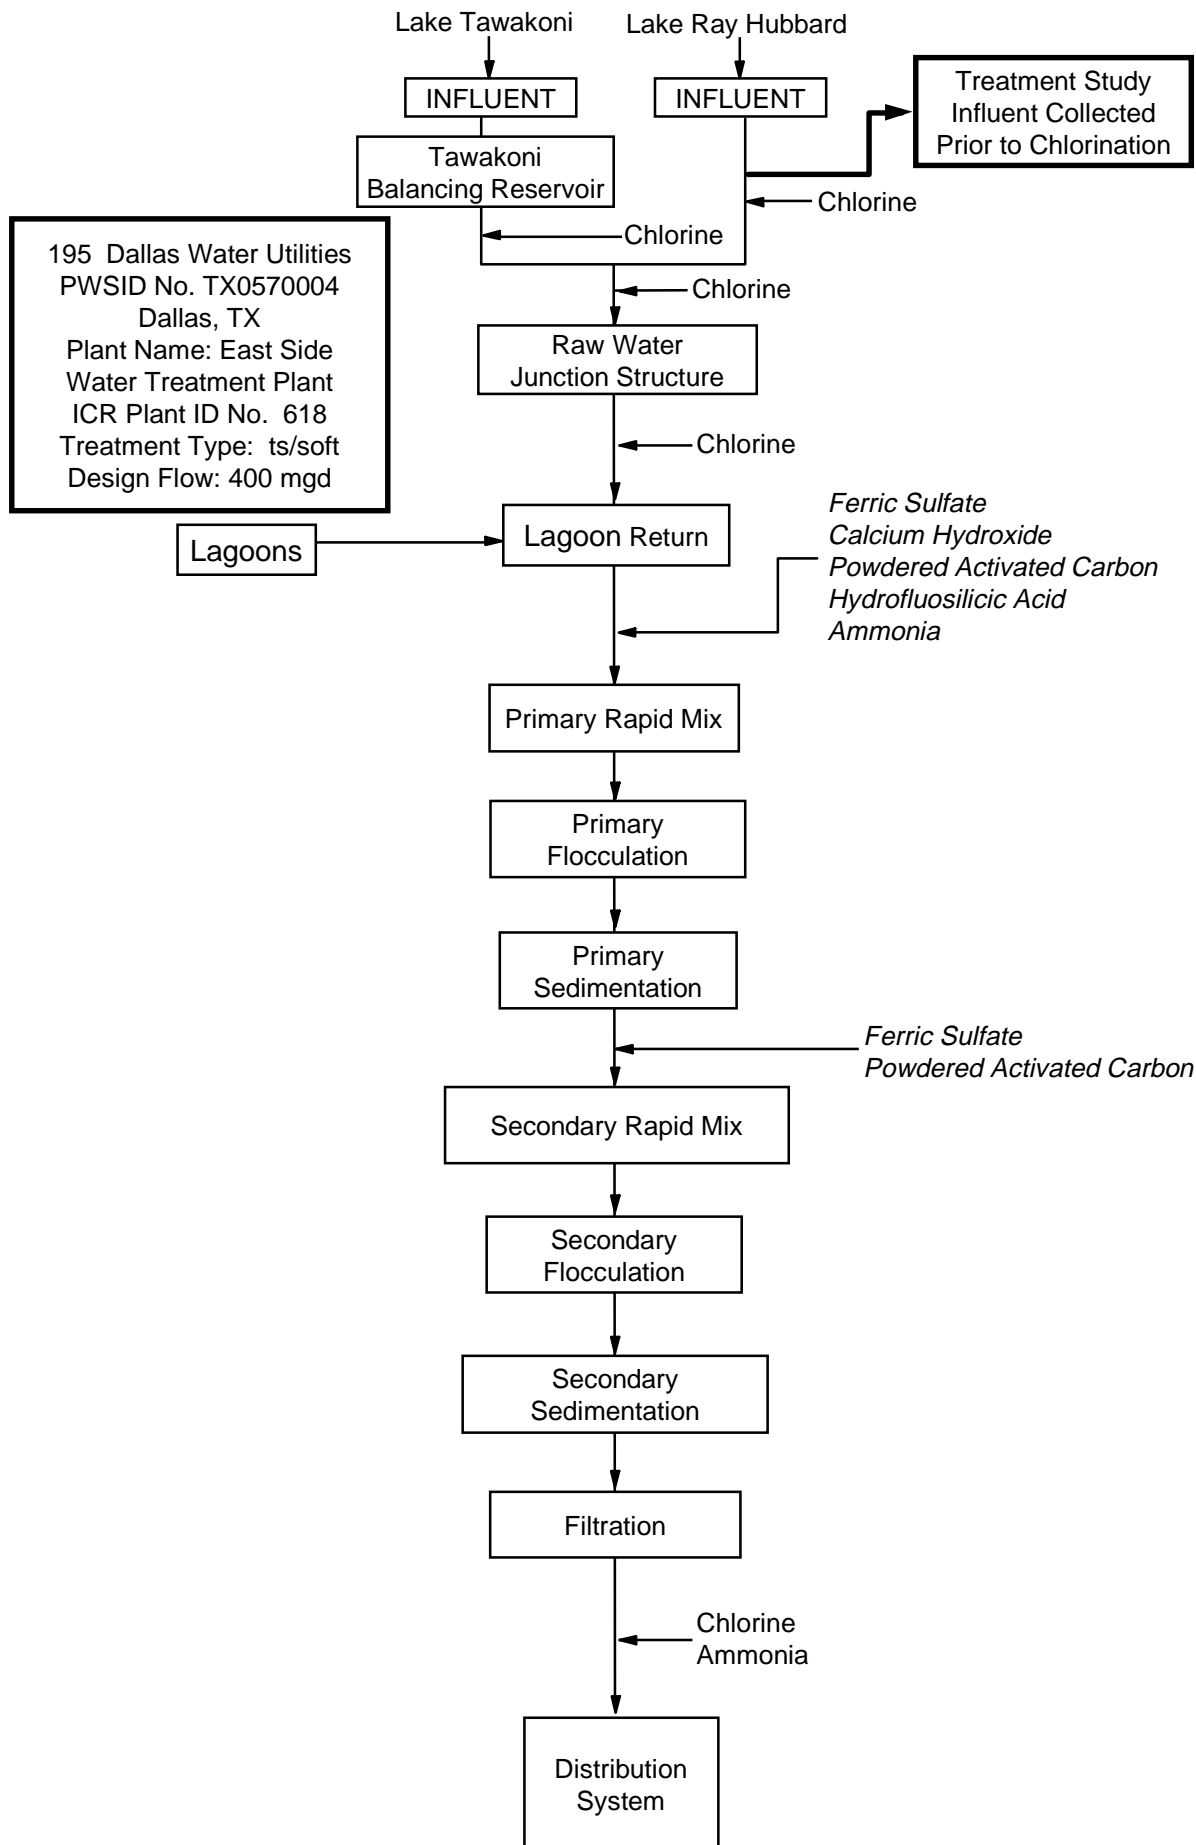 Lake Tawakoni
Lake Ray Hubbard
INFLUENT
INFLUENT
Treatment Study
Influent Collected
Prior to Chlorination
Tawakoni
Balancing Reservoir
Chlorine
Chlorine
195 Dallas Water Utilities
PWSID No. TX0570004
Dallas, TX
Plant Name: East Side
Water Treatment Plant
ICR Plant ID No. 618
Treatment Type: ts/soft
Design Flow: 400 mgd
Chlorine
Raw Water
Junction Structure
Chlorine
Lagoons
Lagoon Return
Ferric Sulfate
Calcium Hydroxide
Powdered Activated Carbon
Hydrofluosilicic Acid
Ammonia
Primary Rapid Mix
Primary
Flocculation
Primary
Sedimentation
Ferric Sulfate
Powdered Activated Carbon
Secondary Rapid Mix
Secondary
Flocculation
Secondary
Sedimentation
Filtration
Chlorine
Ammonia
Distribution
System